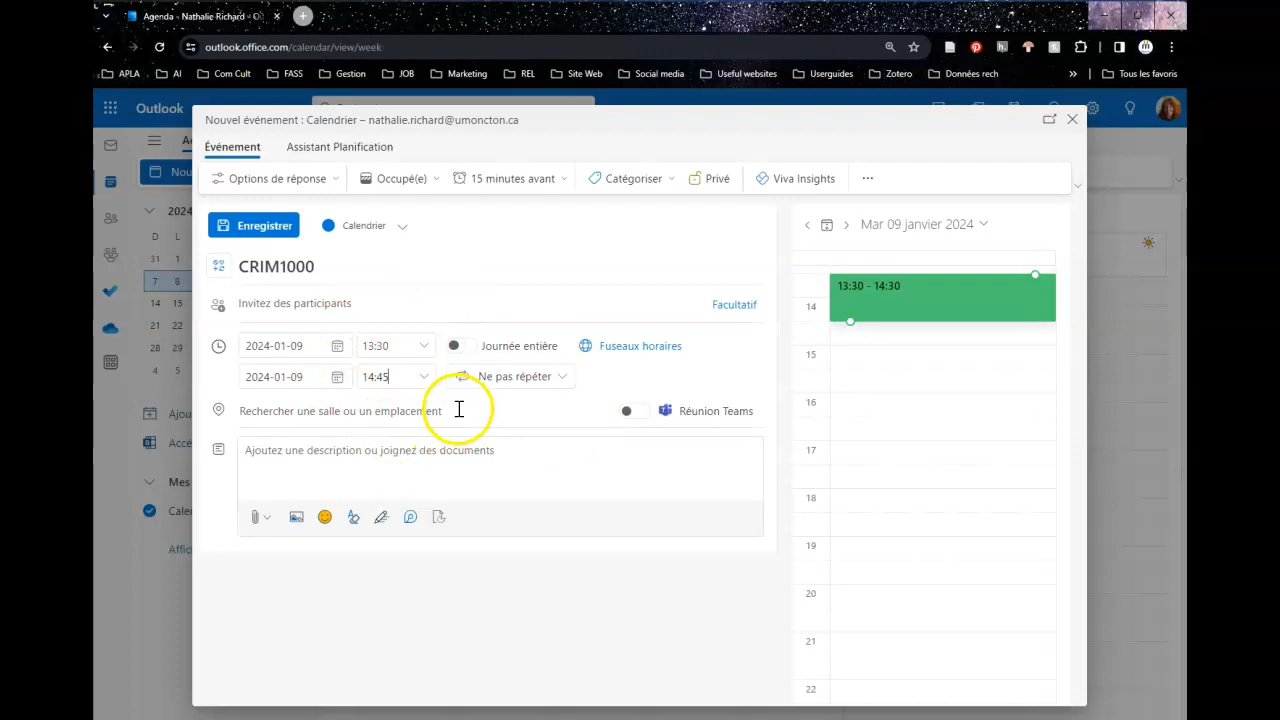 Agenda - Nathalie Richard - O
outlook.office.com/calendar/view/week
APLA AI Com Cult FASS Gestion JOB Marketing REL Site Web Social media Useful websites Userguides Zotero Données rech » Tous les favoris
Outlook
Nouvel événement : Calendrier – nathalie.richard@umoncton.ca
Événement Assistant Planification
Nou
Options de réponse Occupé(e) 15 minutes avant Catégoriser Privé Viva Insights ...
2024
Enregistrer Calendrier Mar 09 janvier 2024
D L
31 1
CRIM1000
7 8
13:30 - 14:30
14 15
Invitez des participants Facultatif
14
21 22
2024-01-09 13:30 Journée entière Fuseaux horaires
28 29
15
4 5
2024-01-09 14:45 Ne pas répéter
16
Ajou
Rechercher une salle ou un emplacement Réunion Teams
Accé
Ajoutez une description ou joignez des documents
17
Mes
18
Cale
19
Affic
20
21
22